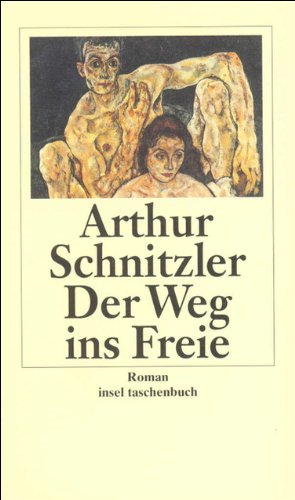 Arthur
Schnitzler
Der Weg
ins Freie
Roman
insel taschenbuch